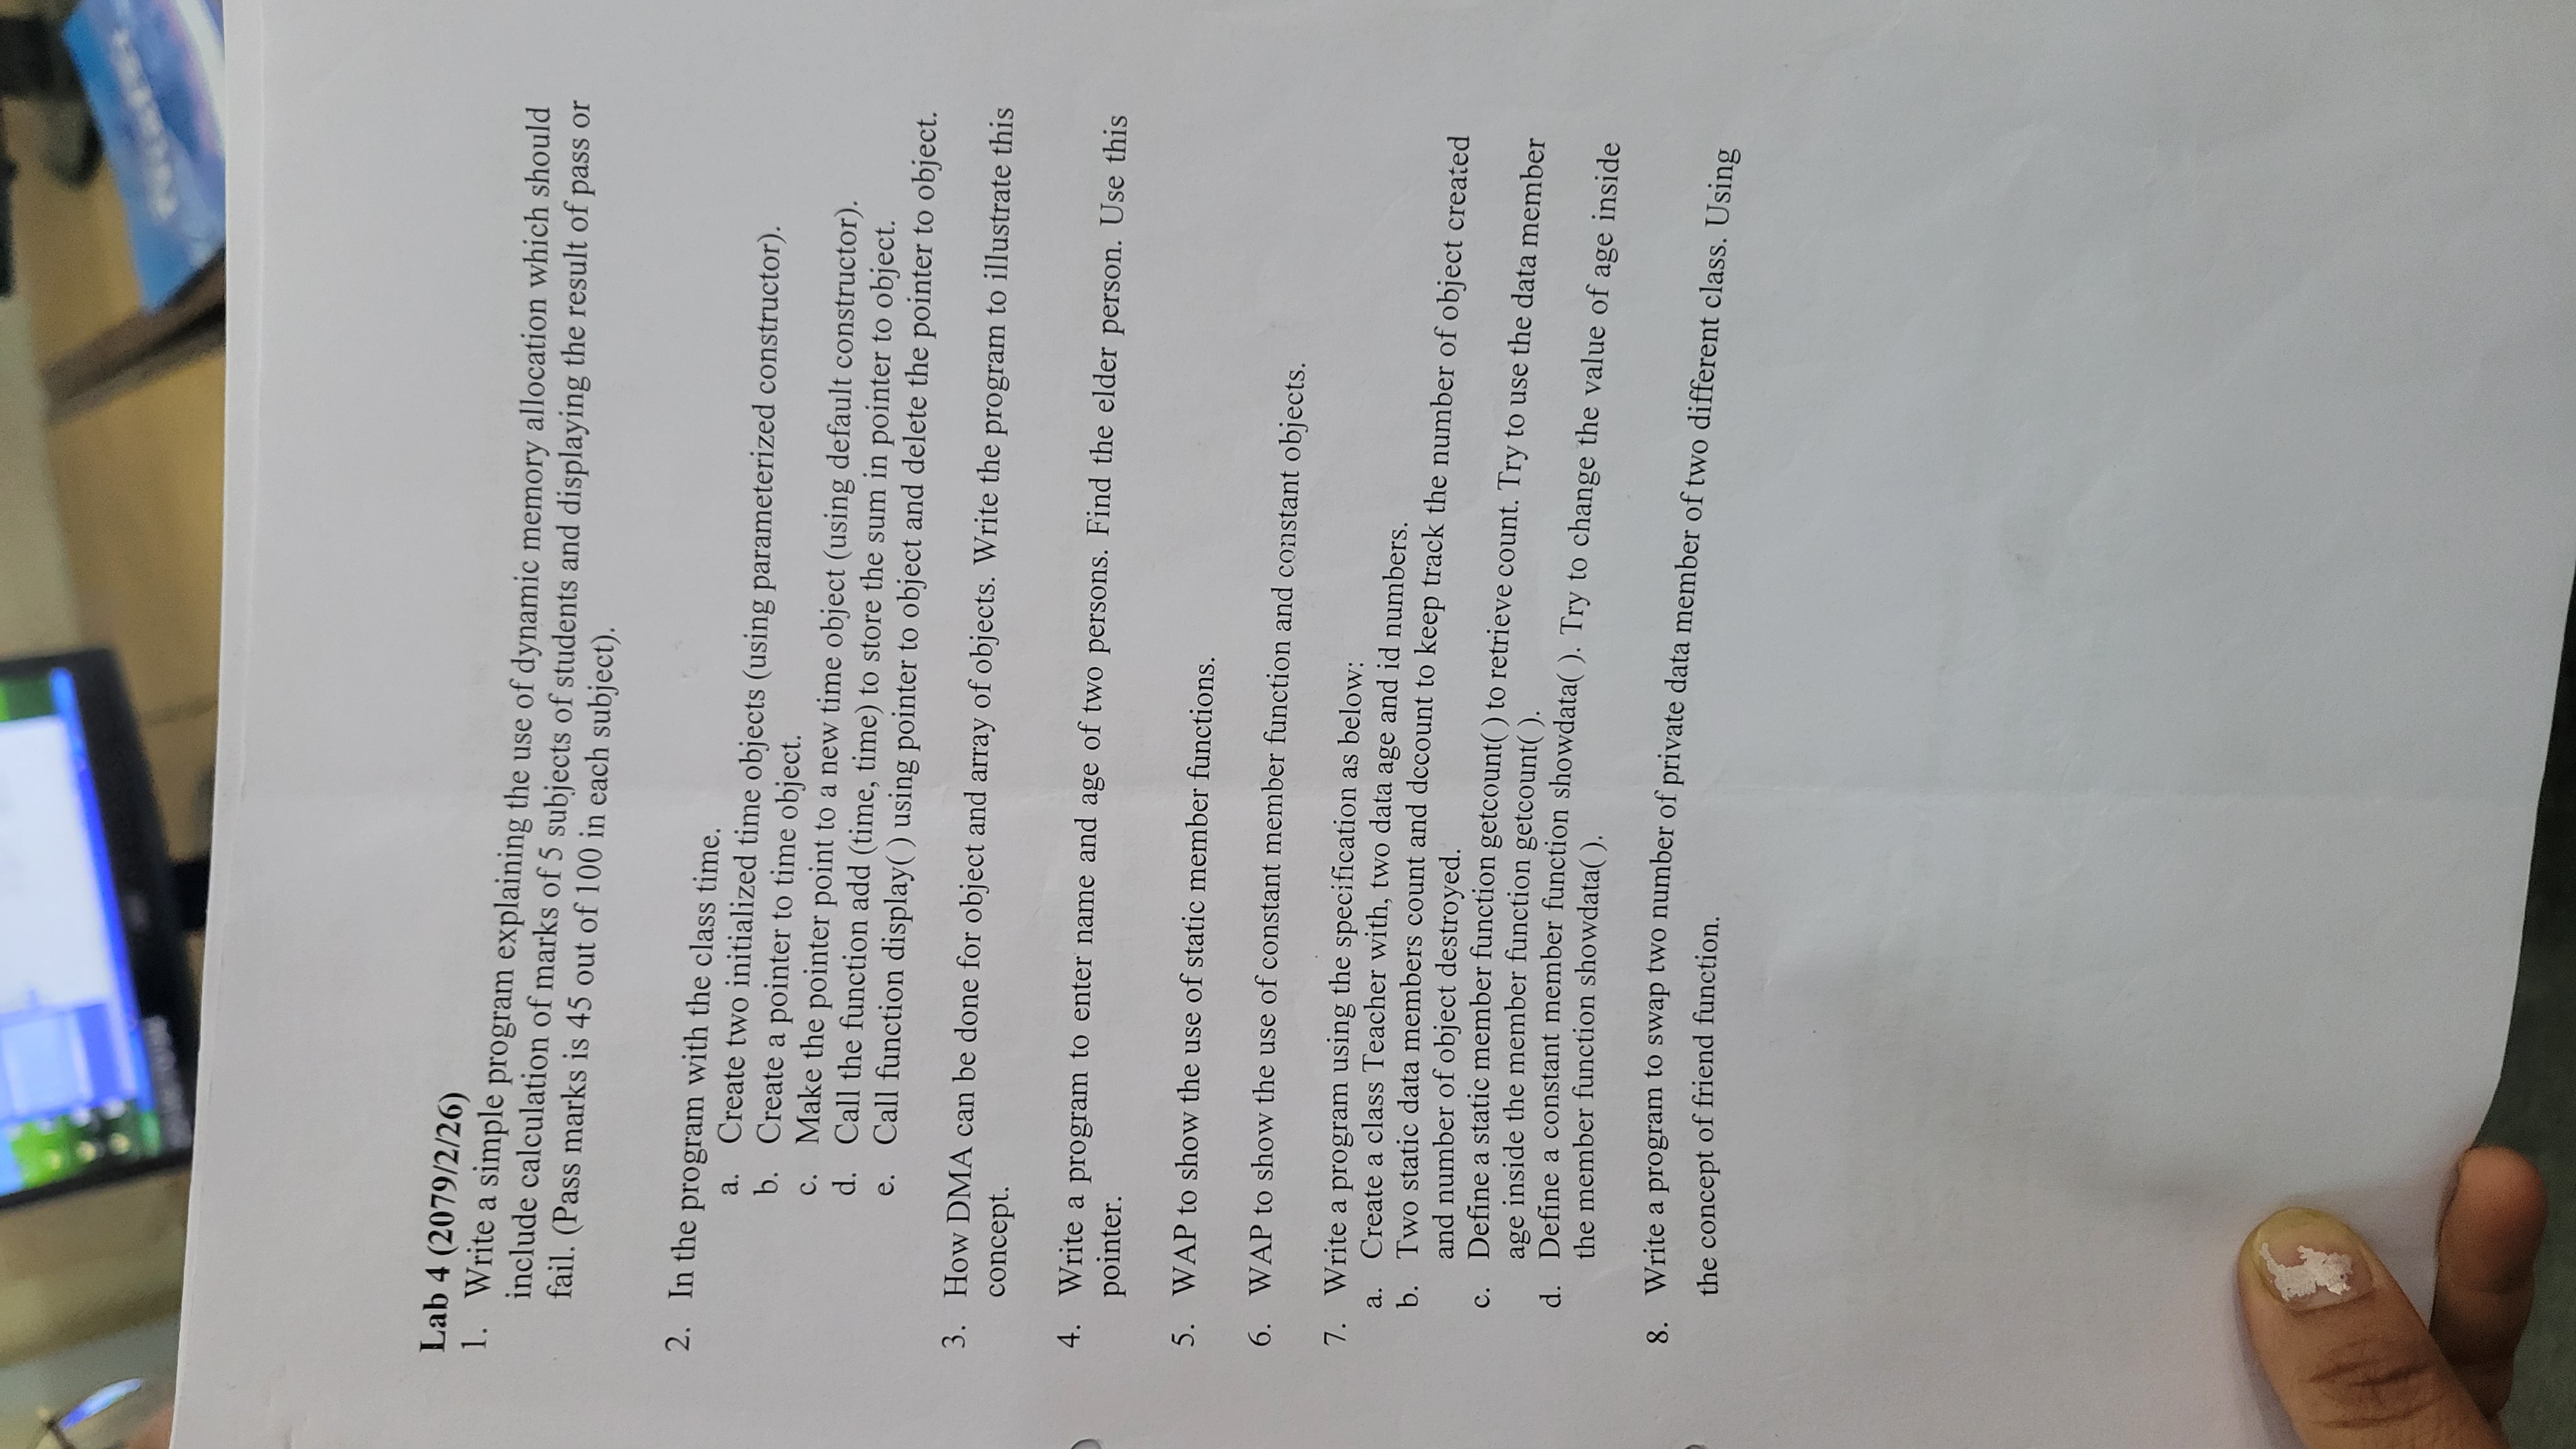 Lab 4 (2079/2/26)
1. Write a simple program explaining the use of dynamic memory allocation which should
include calculation of marks of 5 subjects of students and displaying the result of pass or
fail. (Pass marks is 45 out of 100 in each subject).
2. In the program with the class time.
a. Create two initialized time objects (using parameterized constructor).
b. Create a pointer to time object.
c. Make the pointer point to a new time object (using default constructor).
d. Call the function add (time, time) to store the sum in pointer to object.
e. Call function display( ) using pointer to object and delete the pointer to object.
3. How DMA can be done for object and array of objects. Write the program to illustrate this
concept.
4. Write a program to enter name and age of two persons. Find the elder person. Use this
pointer.
5. WAP to show the use of static member functions.
6. WAP to show the use of constant member function and constant objects.
7. Write a program using the specification as below:
a. Create a class Teacher with, two data age and id numbers.
b. Two static data members count and dccount to keep track the number of object created
and number of object destroyed.
c. Define a static member function getcount( ) to retrieve count. Try to use the data member
age inside the member function getcount( ).
d. Define a constant member function showdata( ). Try to change the value of age inside
the member function showdata( ).
8. Write a program to swap two number of private data member of two different class. Using
the concept of friend function.